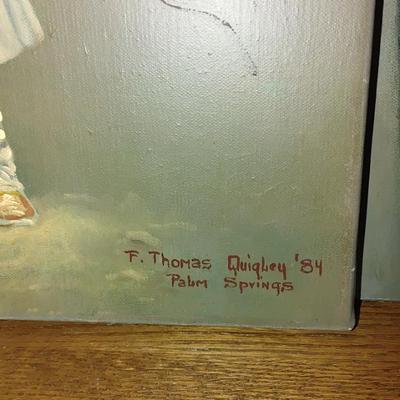 F. Thomas Quigley '84
Palm Springs